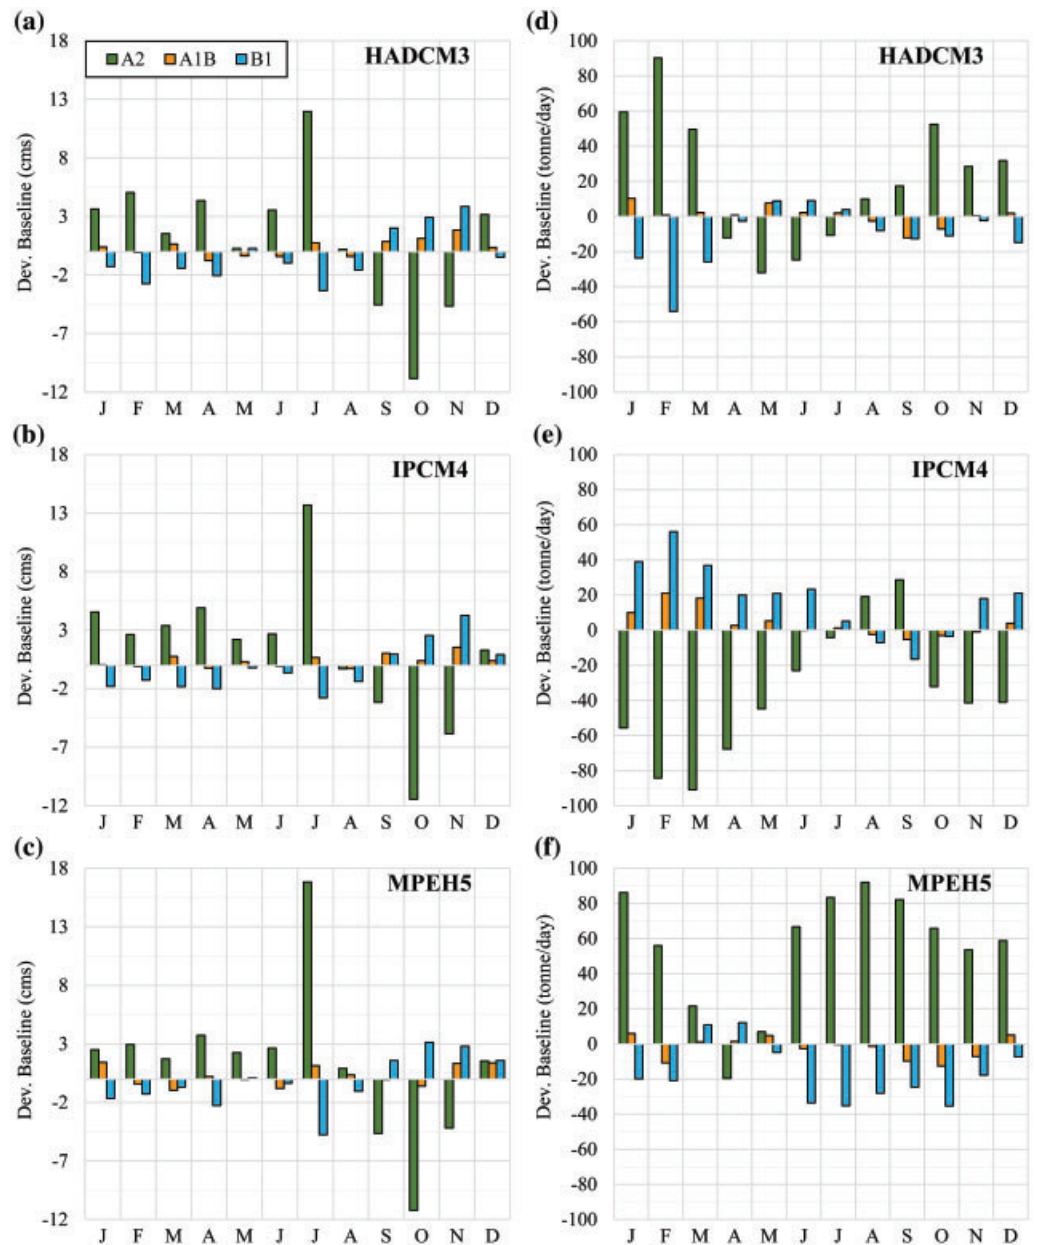 (a)
18
13
8
3
-2
-7
-12
Dev. Baseline (cms)
A2 A1B B1
HADCM3
J F M A M J J A S O N D
(d)
100
80
60
40
20
0
-20
-40
-60
-80
-100
Dev. Baseline (tonne/day)
HADCM3
J F M A M J J A S O N D
(b)
18
13
8
3
-2
-7
-12
Dev. Baseline (cms)
IPCM4
J F M A M J J A S O N D
(e)
100
80
60
40
20
0
-20
-40
-60
-80
-100
Dev. Baseline (tonne/day)
IPCM4
J F M A M J J A S O N D
(c)
18
13
8
3
-2
-7
-12
Dev. Baseline (cms)
MPEH5
J F M A M J J A S O N D
(f)
100
80
60
40
20
0
-20
-40
-60
-80
-100
Dev. Baseline (tonne/day)
MPEH5
J F M A M J J A S O N D